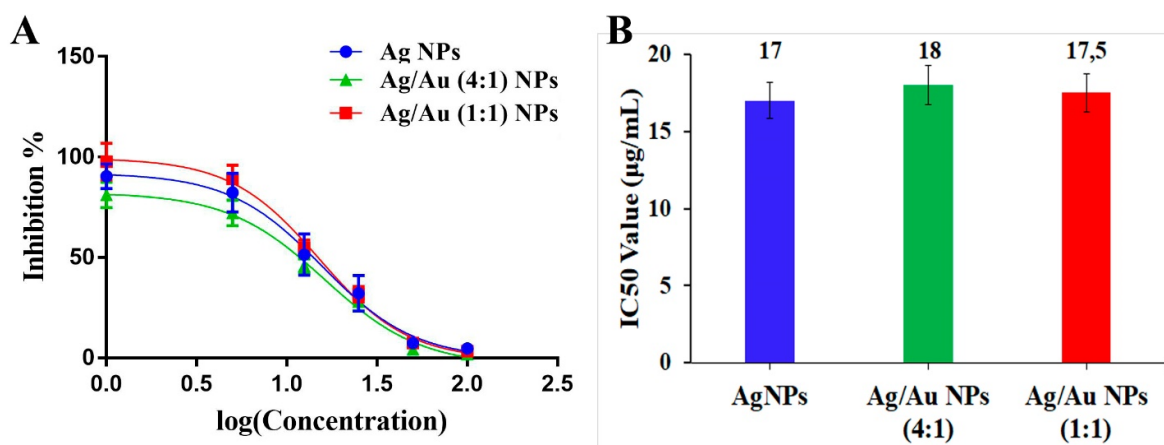 A
150
100
50
0
Inhibition %
Ag NPs
Ag/Au (4:1) NPs
Ag/Au (1:1) NPs
0.0 0.5 1.0 1.5 2.0 2.5
log(Concentration)
B
20
15
10
5
0
IC50 Value (µg/mL)
17 18 17,5
AgNPs Ag/Au NPs Ag/Au NPs
(4:1) (1:1)